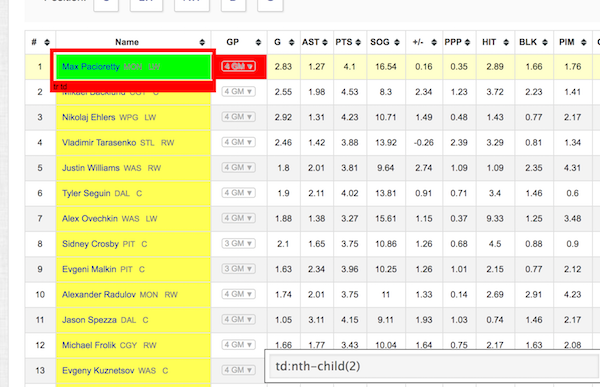 # Name GP G AST PTS SOG +/- PPP HIT BLK PIM
1 Max Pacioretty MON LW 4 GM ▼ 2.83 1.27 4.1 16.54 0.16 0.35 2.89 1.66 1.76
2 Mikael Backlund CGY C 4 GM ▼ 2.55 1.98 4.53 8.3 2.34 1.23 3.72 2.23 1.41
3 Nikolaj Ehlers WPG LW 4 GM ▼ 2.92 1.31 4.23 10.71 1.49 0.48 1.43 0.77 2.17
4 Vladimir Tarasenko STL RW 4 GM ▼ 2.46 1.42 3.88 13.92 -0.26 2.39 3.29 0.81 1.34
5 Justin Williams WAS RW 4 GM ▼ 1.8 2.01 3.81 9.64 2.74 1.09 1.09 2.35 4.31
6 Tyler Seguin DAL C 4 GM ▼ 1.9 2.11 4.02 13.81 0.91 0.71 3.4 1.46 0.6
7 Alex Ovechkin WAS LW 4 GM ▼ 1.88 1.38 3.27 15.61 1.15 0.37 9.33 1.25 3.48
8 Sidney Crosby PIT C 3 GM ▼ 2.1 1.65 3.75 10.86 1.26 0.68 4.5 0.88 0.9
9 Evgeni Malkin PIT C 3 GM ▼ 1.63 2.34 3.96 10.25 1.26 1.01 2.15 0.77 2.12
10 Alexander Radulov MON RW 4 GM ▼ 1.74 2.01 3.75 11 1.33 0.14 2.69 2.91 4.23
11 Jason Spezza DAL C 4 GM ▼ 1.05 3.11 4.15 9.11 1.93 1.03 0.74 1.46 2.17
12 Michael Frolik CGY RW 4 GM ▼ 1.66 1.77 3.43 10.04 1.64 0.75 2.17 1.63 2.08
13 Evgeny Kuznetsov WAS C 4 GM ▼
td:nth-child(2)